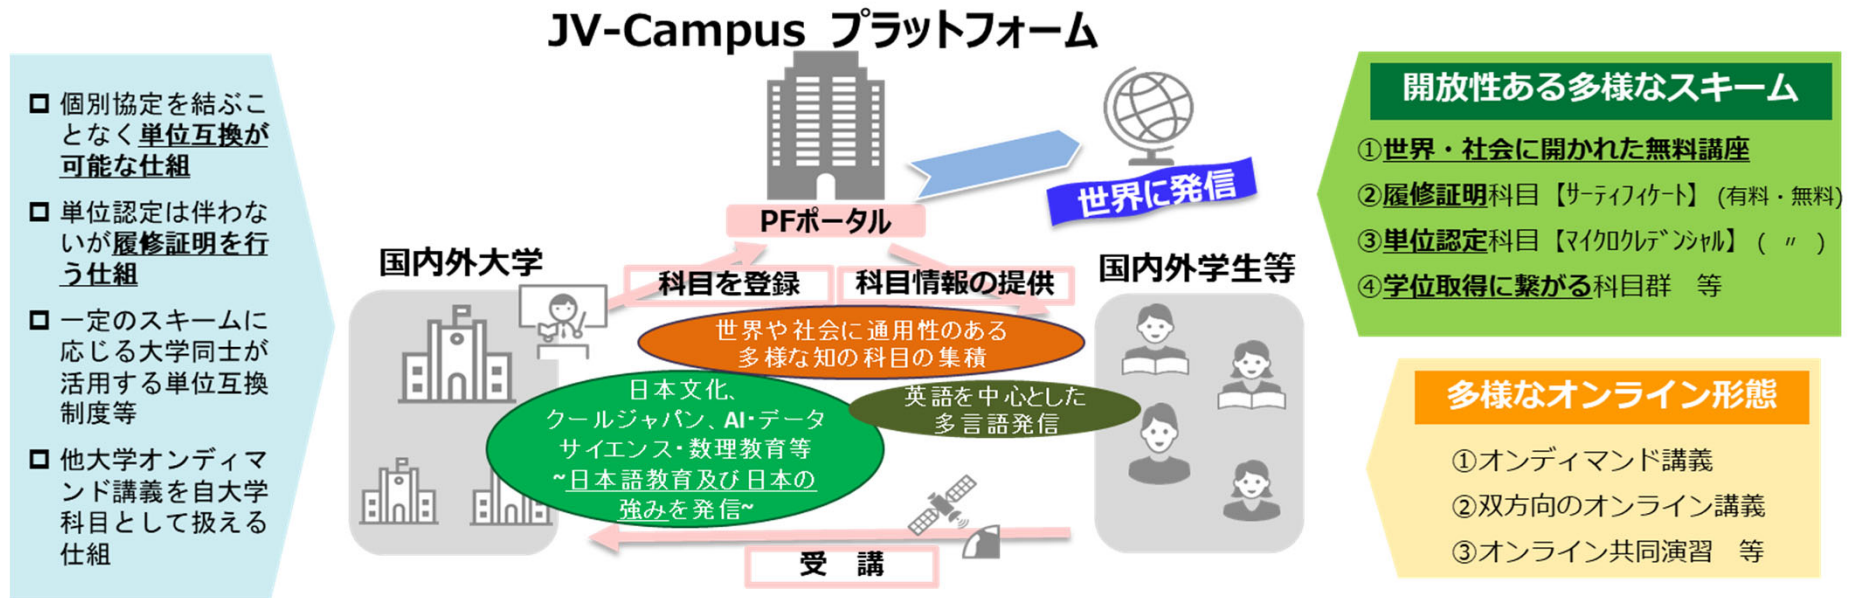 JV-Campus プラットフォーム
個別協定を結ぶこ
となく単位互換が
可能な仕組
単位認定は伴わな
いが履修証明を行
う仕組
一定のスキームに
応じる大学同士が
活用する単位互換
制度等
他大学オンディマ
ンド講義を自大学
科目として扱える
仕組
PFポータル
世界に発信
国内外大学
科目を登録
科目情報の提供
国内外学生等
世界や社会に通用性のある
多様な知の科目の集積
日本文化、
クールジャパン、AI・データ
サイエンス・数理教育等
~日本語教育及び日本の
強みを発信~
英語を中心とした
多言語発信
受　講
開放性ある多様なスキーム
①世界・社会に開かれた無料講座
②履修証明科目【ｻｰﾃｨﾌｨｹｰﾄ】(有料・無料)
③単位認定科目【ﾏｲｸﾛｸﾚﾃﾞﾝｼｬﾙ】( 〃 )
④学位取得に繋がる科目群　等
多様なオンライン形態
①オンディマンド講義
②双方向のオンライン講義
③オンライン共同演習　等